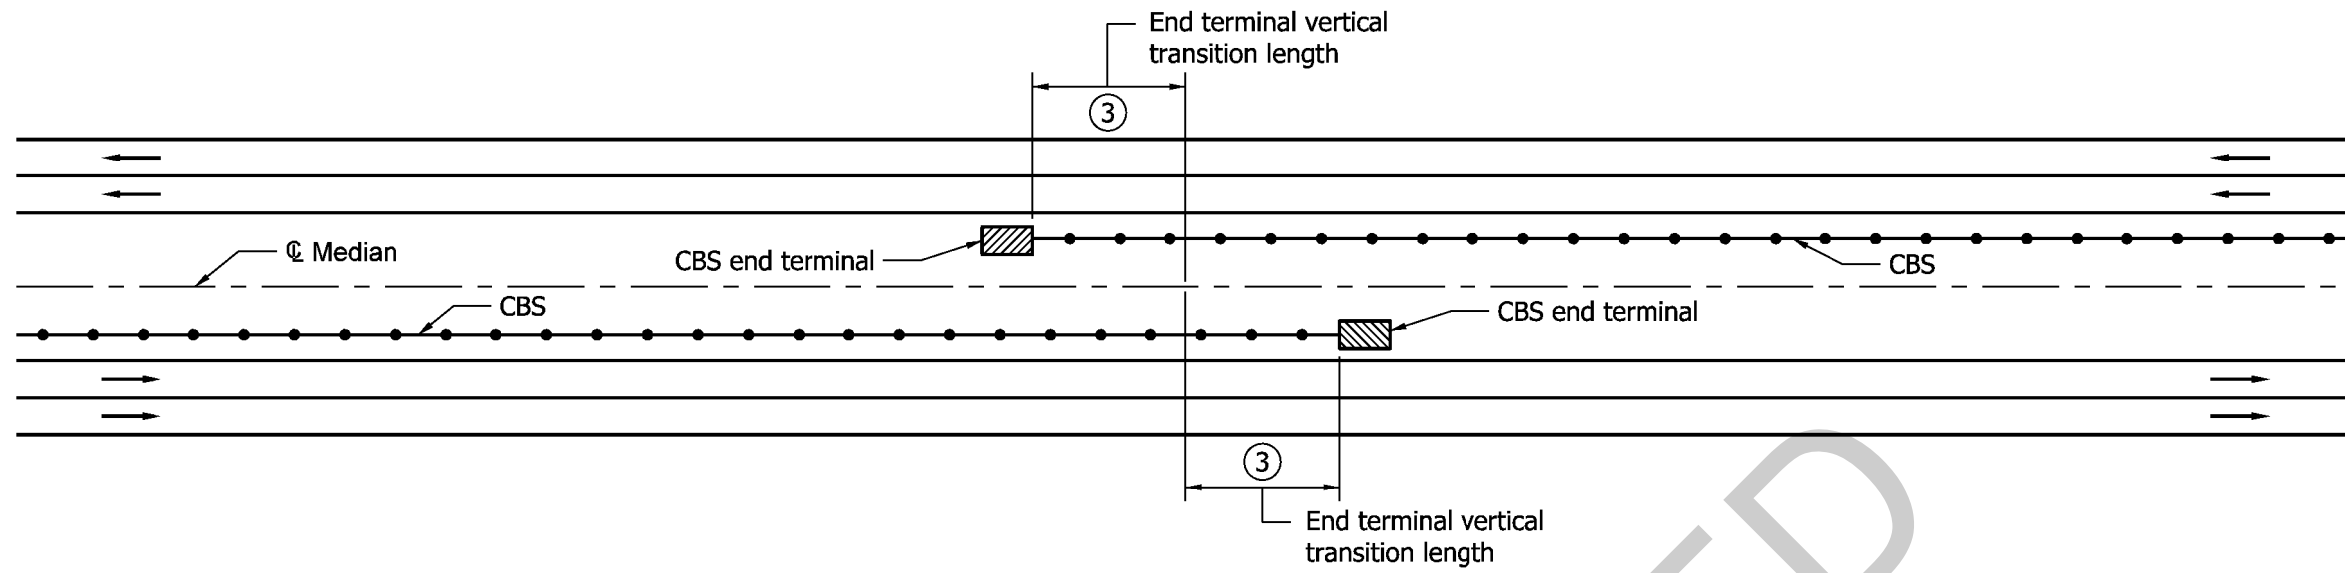 End terminal vertical
transition length
③
℄ Median
CBS end terminal
CBS
CBS
CBS end terminal
③
End terminal vertical
transition length